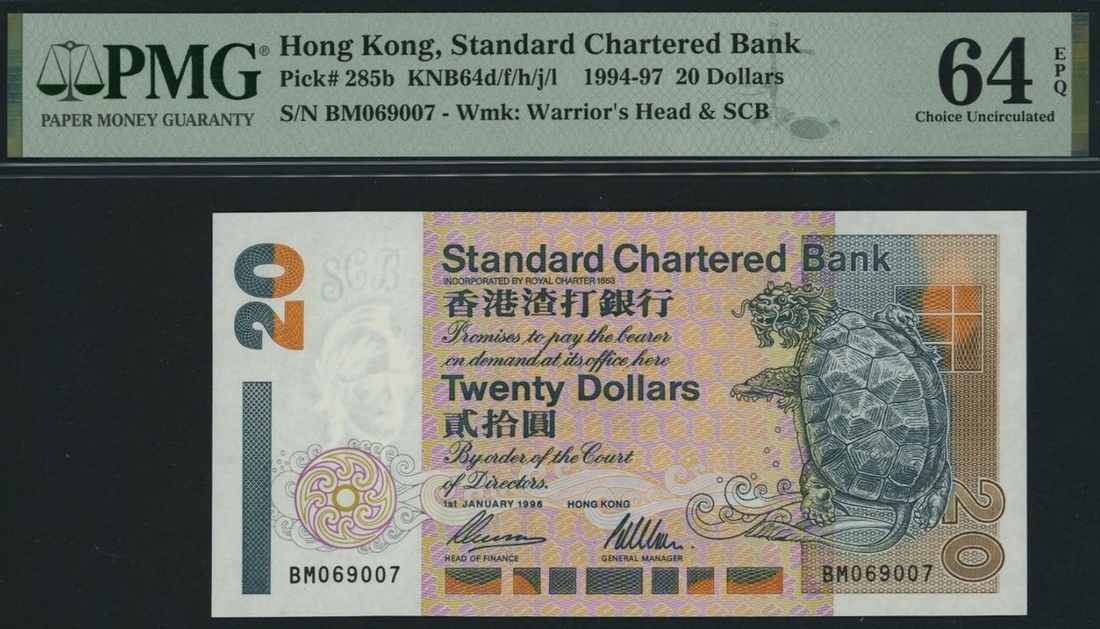 PMG®
PAPER MONEY GUARANTY
Hong Kong, Standard Chartered Bank
Pick# 285b KNB64d/f/h/j/l 1994-97 20 Dollars
S/N BM069007 - Wmk: Warrior's Head & SCB
64 EPQ
Choice Uncirculated
20
SCB
Standard Chartered Bank
INCORPORATED BY ROYAL CHARTER 1853
香港渣打銀行
Promises to pay the bearer
on demand at its office here
Twenty Dollars
貳拾圓
By order of the Court
of Directors.
1st JANUARY 1996 HONG KONG
HEAD OF FINANCE GENERAL MANAGER
BM069007 BM069007
20